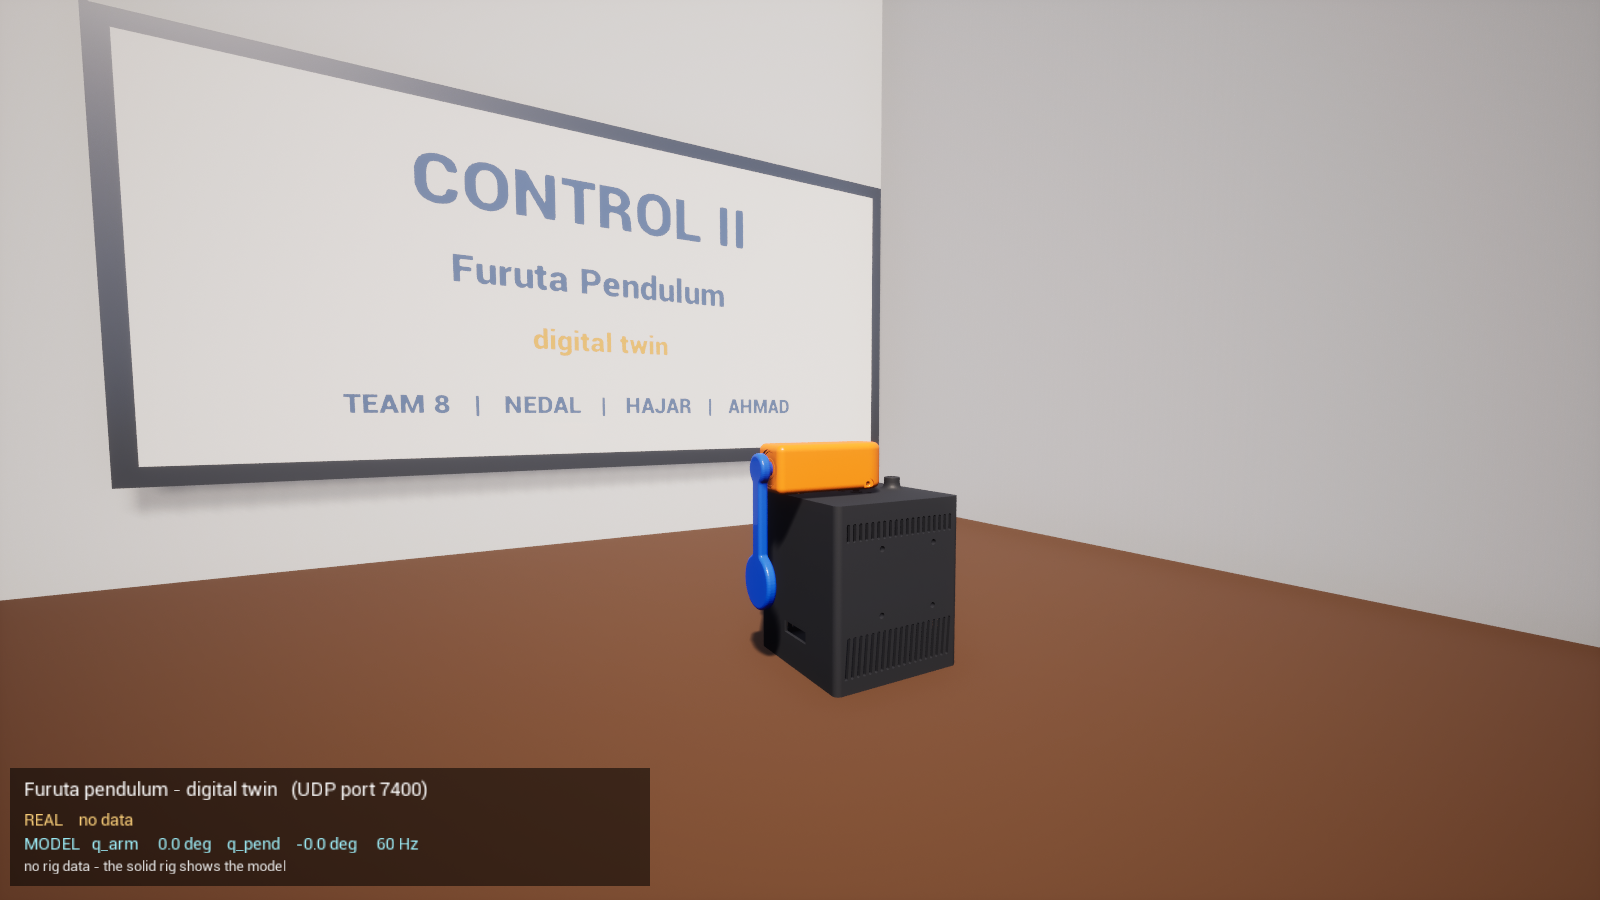 CONTROL II
Furuta Pendulum
digital twin
TEAM 8 | NEDAL | HAJAR | AHMAD
Furuta pendulum - digital twin (UDP port 7400)
REAL no data
MODEL q_arm 0.0 deg q_pend -0.0 deg 60 Hz
no rig data - the solid rig shows the model